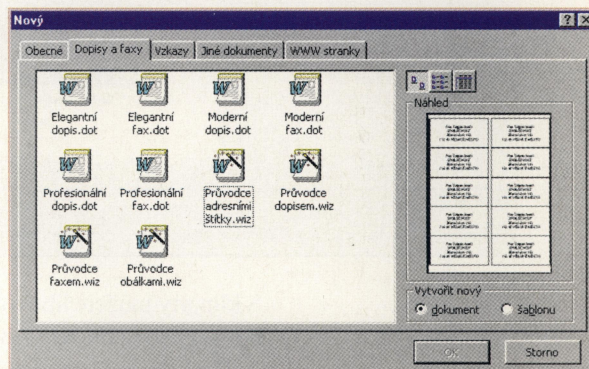 Nový
Obecné Dopisy a faxy Vzkazy Jiné dokumenty WWW stranky
Elegantní dopis.dot
Elegantní fax.dot
Moderní dopis.dot
Moderní fax.dot
Profesionální dopis.dot
Profesionální fax.dot
Průvodce adresními štítky.wiz
Průvodce dopisem.wiz
Průvodce faxem.wiz
Průvodce obálkami.wiz
Náhled
Vytvořit nový
dokument šablonu
OK Storno